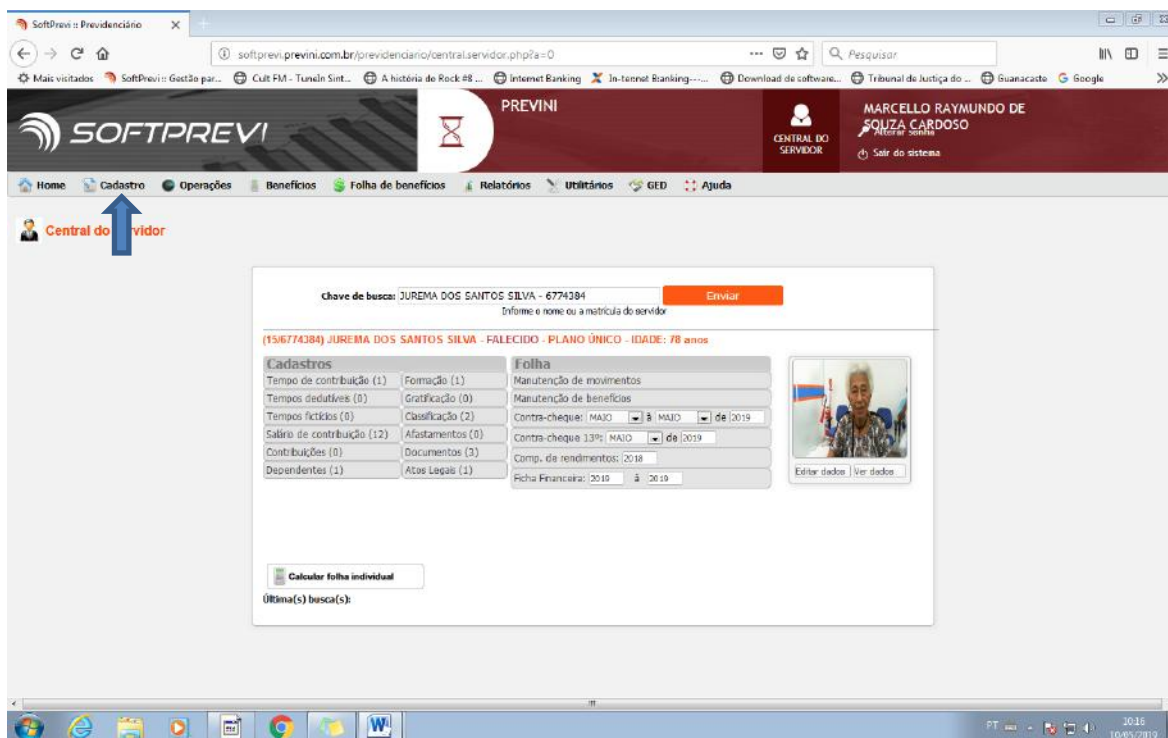 SoftPrevi :: Previdenciário
softprevi.previni.com.br/previdenciario/central.servidor.php?a=0
Pesquisar
Mais visitados SoftPrevi :: Gestão par... Cult FM - TuneIn Sint... A história do Rock #8 ... Internet Banking In-tennet Banking----... Download de software... Tribunal de Justiça do ... Guanacaste Google
SOFTPREVI
PREVINI
CENTRAL DO
SERVIDOR
MARCELLO RAYMUNDO DE
SOUZA CARDOSO
Alterar senha
Sair do sistema
Home Cadastro Operações Benefícios Folha de benefícios Relatórios Utilitários GED Ajuda
Central do servidor
Chave de busca: JUREMA DOS SANTOS SILVA - 6774384 Enviar
Informe o nome ou a matrícula do servidor
(15/6774384) JUREMA DOS SANTOS SILVA - FALECIDO - PLANO ÚNICO - IDADE: 78 anos
Cadastros
Tempo de contribuição (1) Formação (1)
Tempos dedutíveis (0) Gratificação (0)
Tempos fictícios (0) Classificação (2)
Salário de contribuição (12) Afastamentos (0)
Contribuições (0) Documentos (3)
Dependentes (1) Atos Legais (1)
Folha
Manutenção de movimentos
Manutenção de benefícios
Contra-cheque: MAIO à MAIO de 2019
Contra-cheque 13º: MAIO de 2019
Comp. de rendimentos: 2018
Ficha Financeira: 2019 à 2019
Editar dados Ver dados
Calcular folha individual
Última(s) busca(s):
PT
20:16
10/05/2019